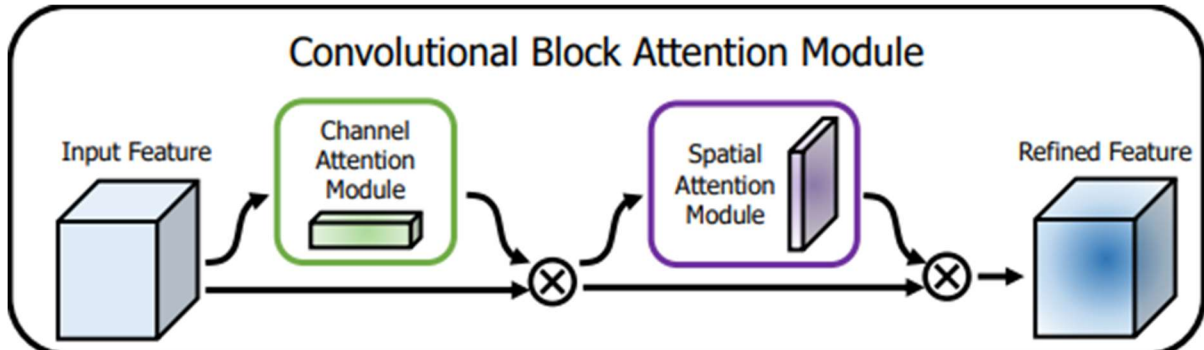 Convolutional Block Attention Module
Input Feature
Channel
Attention
Module
Spatial
Attention
Module
Refined Feature